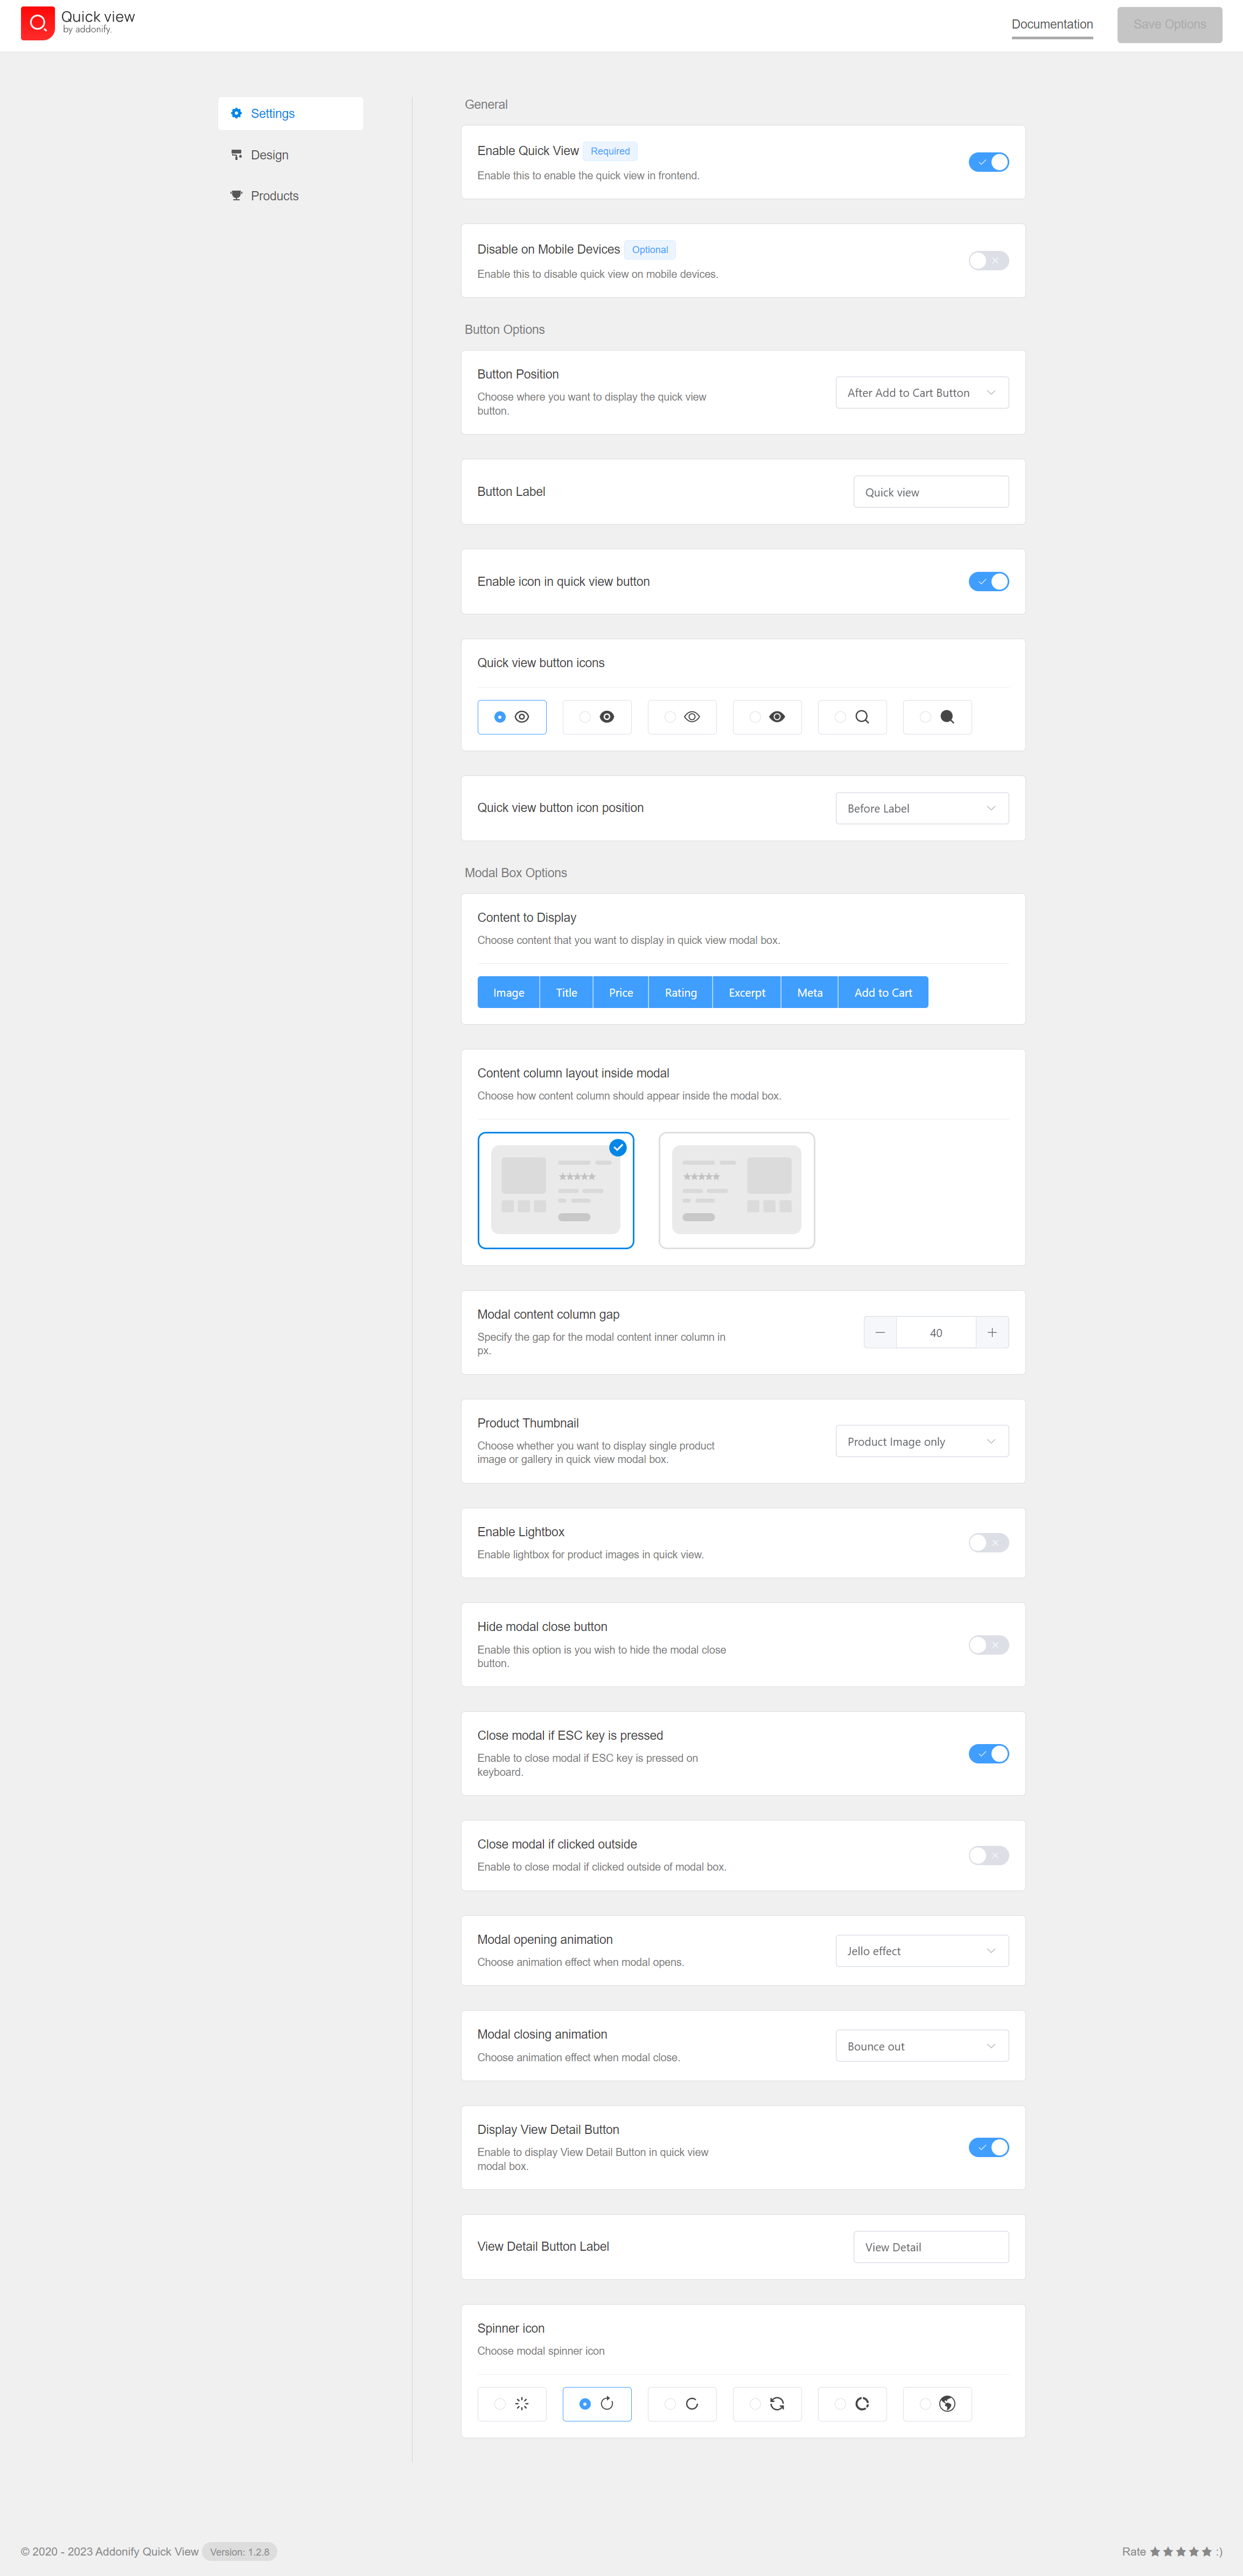 Quick view
by addonify.
Documentation
Save Options
Settings
Design
Products
General
Enable Quick View Required
Enable this to enable the quick view in frontend.
Disable on Mobile Devices Optional
Enable this to disable quick view on mobile devices.
Button Options
Button Position
Choose where you want to display the quick view
button.
After Add to Cart Button
Button Label
Quick view
Enable icon in quick view button
Quick view button icons
Quick view button icon position
Before Label
Modal Box Options
Content to Display
Choose content that you want to display in quick view modal box.
Image Title Price Rating Excerpt Meta Add to Cart
Content column layout inside modal
Choose how content column should appear inside the modal box.
Modal content column gap
Specify the gap for the modal content inner column in
px.
40
Product Thumbnail
Choose whether you want to display single product
image or gallery in quick view modal box.
Product Image only
Enable Lightbox
Enable lightbox for product images in quick view.
Hide modal close button
Enable this option is you wish to hide the modal close
button.
Close modal if ESC key is pressed
Enable to close modal if ESC key is pressed on
keyboard.
Close modal if clicked outside
Enable to close modal if clicked outside of modal box.
Modal opening animation
Choose animation effect when modal opens.
Jello effect
Modal closing animation
Choose animation effect when modal close.
Bounce out
Display View Detail Button
Enable to display View Detail Button in quick view
modal box.
View Detail Button Label
View Detail
Spinner icon
Choose modal spinner icon
© 2020 - 2023 Addonify Quick View Version: 1.2.8
Rate ★★★★★ :)